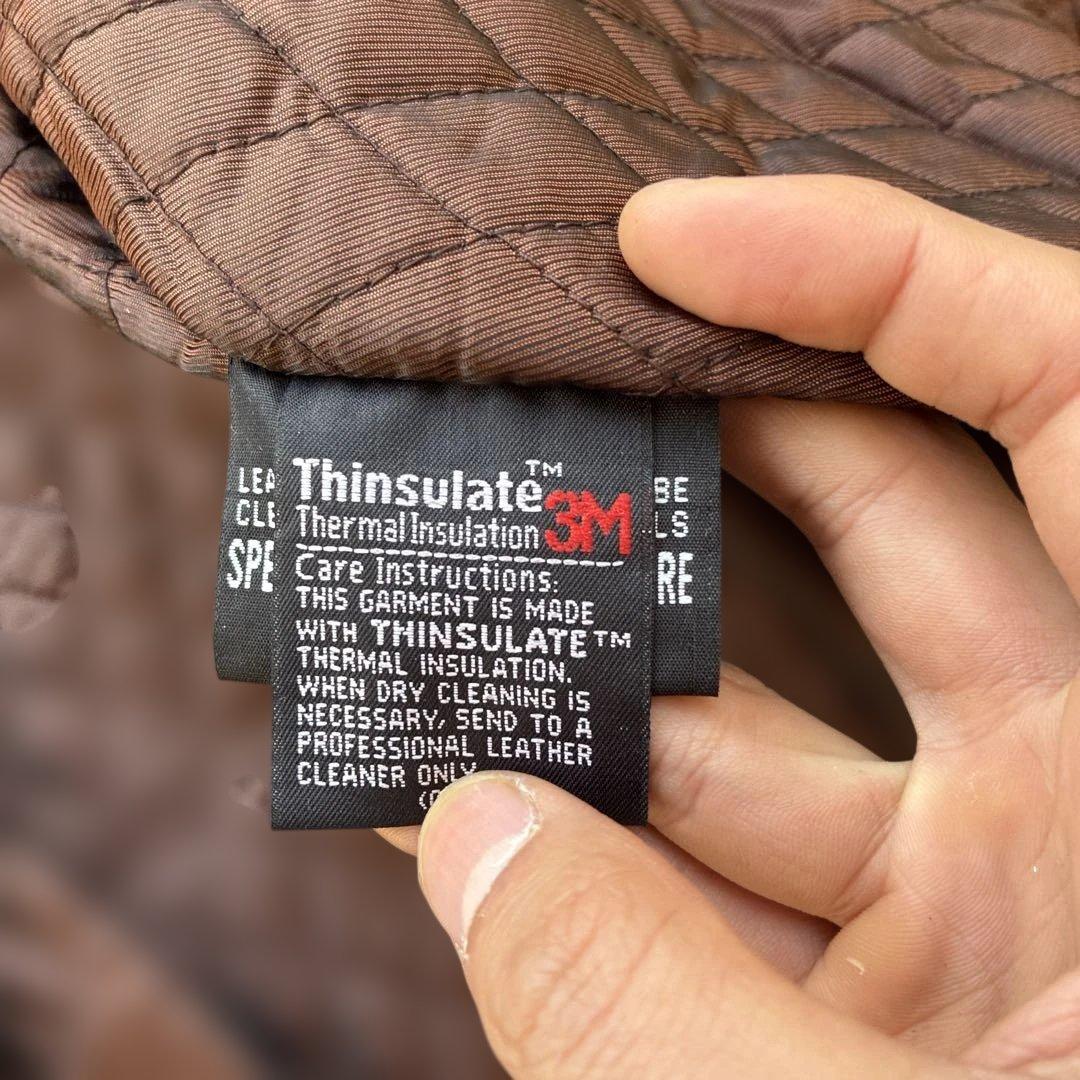 Thinsulate™
Thermal Insulation 3M
Care Instructions:
THIS GARMENT IS MADE
WITH THINSULATE™
THERMAL INSULATION.
WHEN DRY CLEANING IS
NECESSARY, SEND TO A
PROFESSIONAL LEATHER
CLEANER ONLY
BE